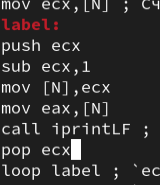 mov ecx,[N] ; Сч
label:
push ecx
sub ecx,1
mov [N],ecx
mov eax,[N]
call iprintLF ;
pop ecx
loop label ; `ec